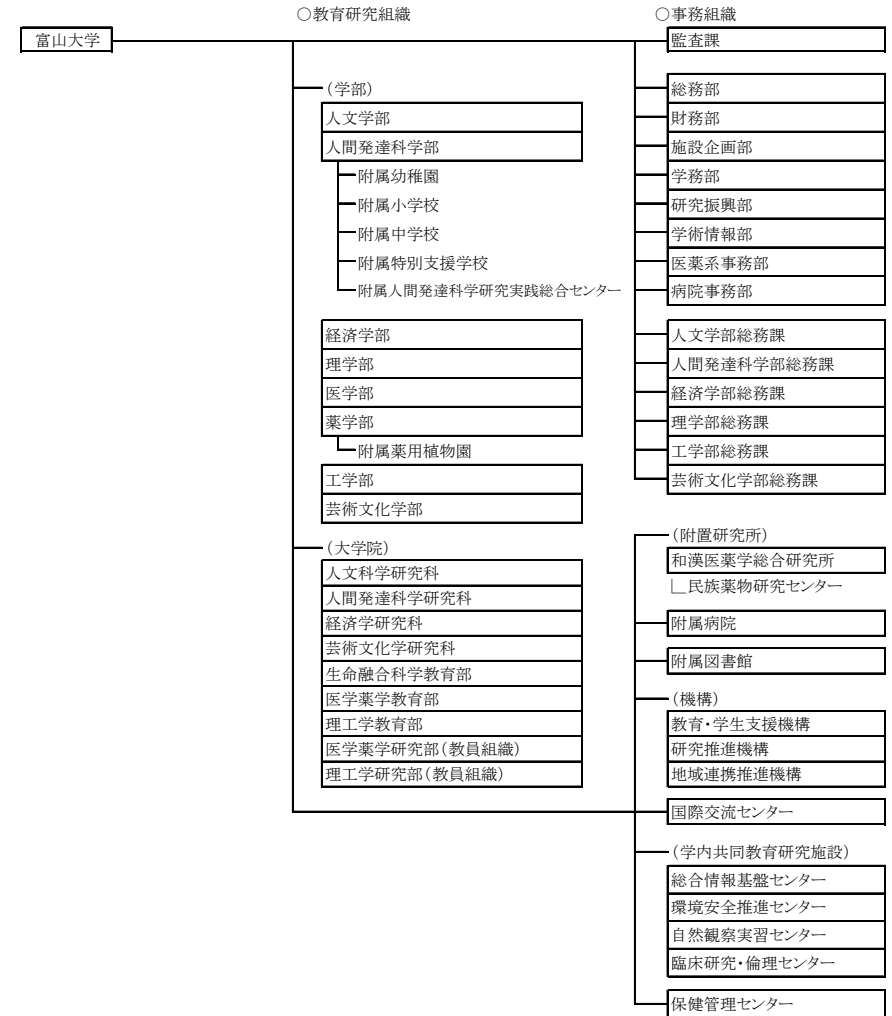 ○教育研究組織
○事務組織
富山大学
監査課
(学部)
人文学部
人間発達科学部
附属幼稚園
附属小学校
附属中学校
附属特別支援学校
附属人間発達科学研究実践総合センター
経済学部
理学部
医学部
薬学部
附属薬用植物園
工学部
芸術文化学部
(大学院)
人文科学研究科
人間発達科学研究科
経済学研究科
芸術文化学研究科
生命融合科学教育部
医学薬学教育部
理工学教育部
医学薬学研究部(教員組織)
理工学研究部(教員組織)
総務部
財務部
施設企画部
学務部
研究振興部
学術情報部
医薬系事務部
病院事務部
人文学部総務課
人間発達科学部総務課
経済学部総務課
理学部総務課
工学部総務課
芸術文化学部総務課
(附置研究所)
和漢医薬学総合研究所
∟民族薬物研究センター
附属病院
附属図書館
(機構)
教育・学生支援機構
研究推進機構
地域連携推進機構
国際交流センター
(学内共同教育研究施設)
総合情報基盤センター
環境安全推進センター
自然観察実習センター
臨床研究・倫理センター
保健管理センター